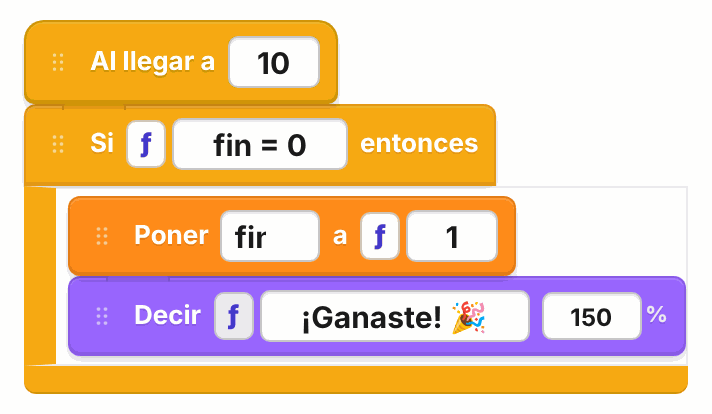 Al llegar a 10
Si ƒ fin = 0 entonces
Poner fir a ƒ 1
Decir ƒ ¡Ganaste! 🎉 150 %